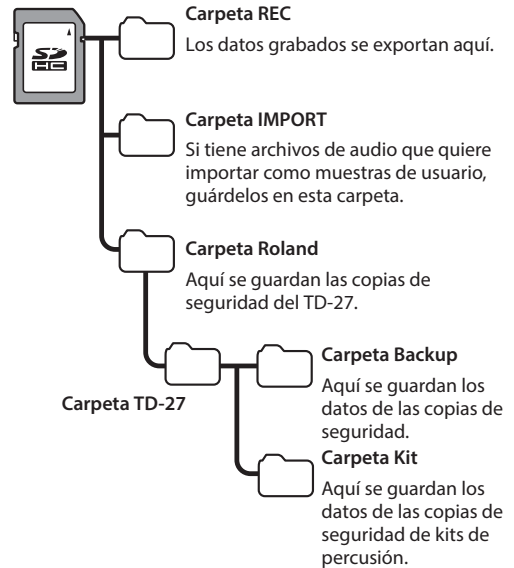 Carpeta REC
Los datos grabados se exportan aquí.
SD
HC
Carpeta IMPORT
Si tiene archivos de audio que quiere
importar como muestras de usuario,
guárdelos en esta carpeta.
Carpeta Roland
Aquí se guardan las copias de
seguridad del TD-27.
Carpeta TD-27
Carpeta Backup
Aquí se guardan los
datos de las copias de
seguridad.
Carpeta Kit
Aquí se guardan los
datos de las copias de
seguridad de kits de
percusión.